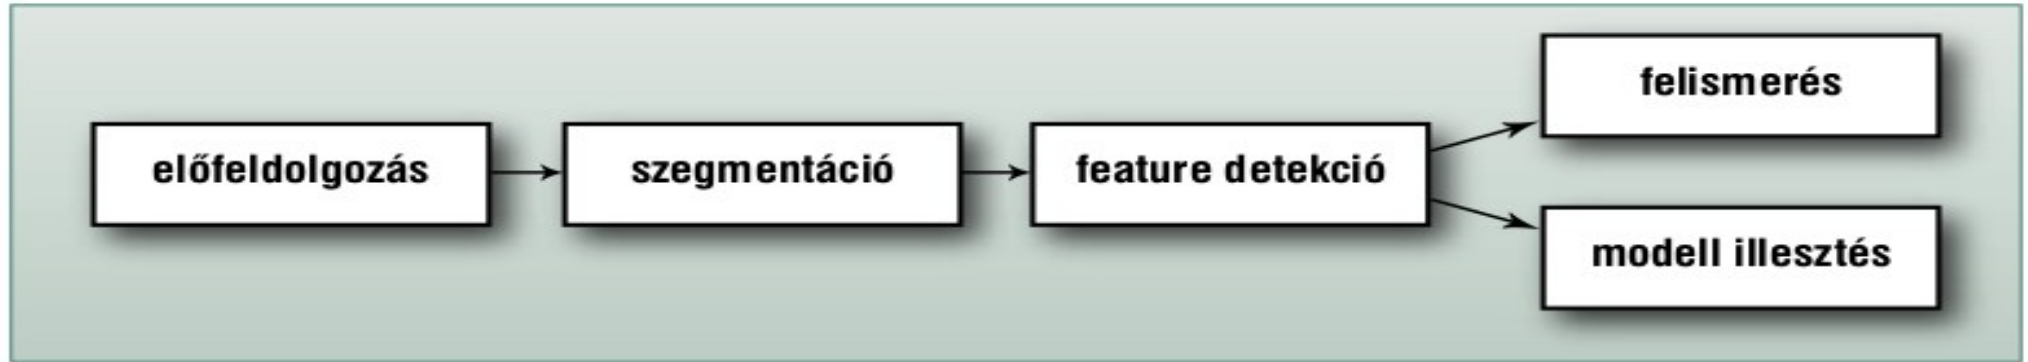 előfeldolgozás
szegmentáció
feature detekció
felismerés
modell illesztés